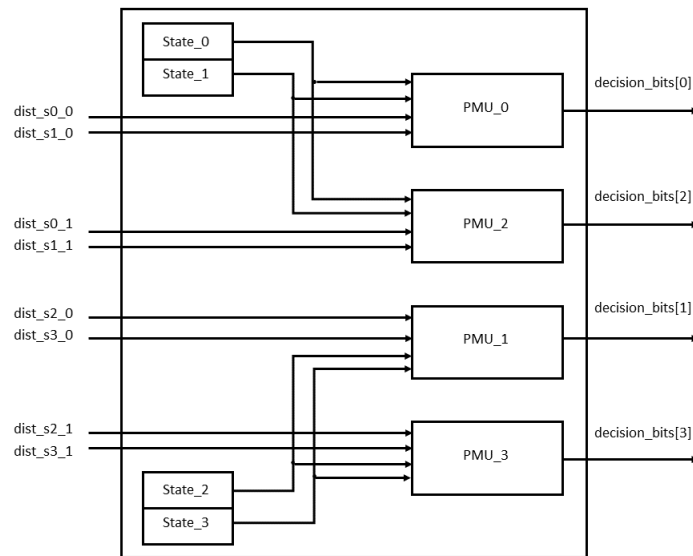 State_0
State_1
dist_s0_0
dist_s1_0
PMU_0
decision_bits[0]
dist_s0_1
dist_s1_1
PMU_2
decision_bits[2]
dist_s2_0
dist_s3_0
PMU_1
decision_bits[1]
dist_s2_1
dist_s3_1
PMU_3
decision_bits[3]
State_2
State_3